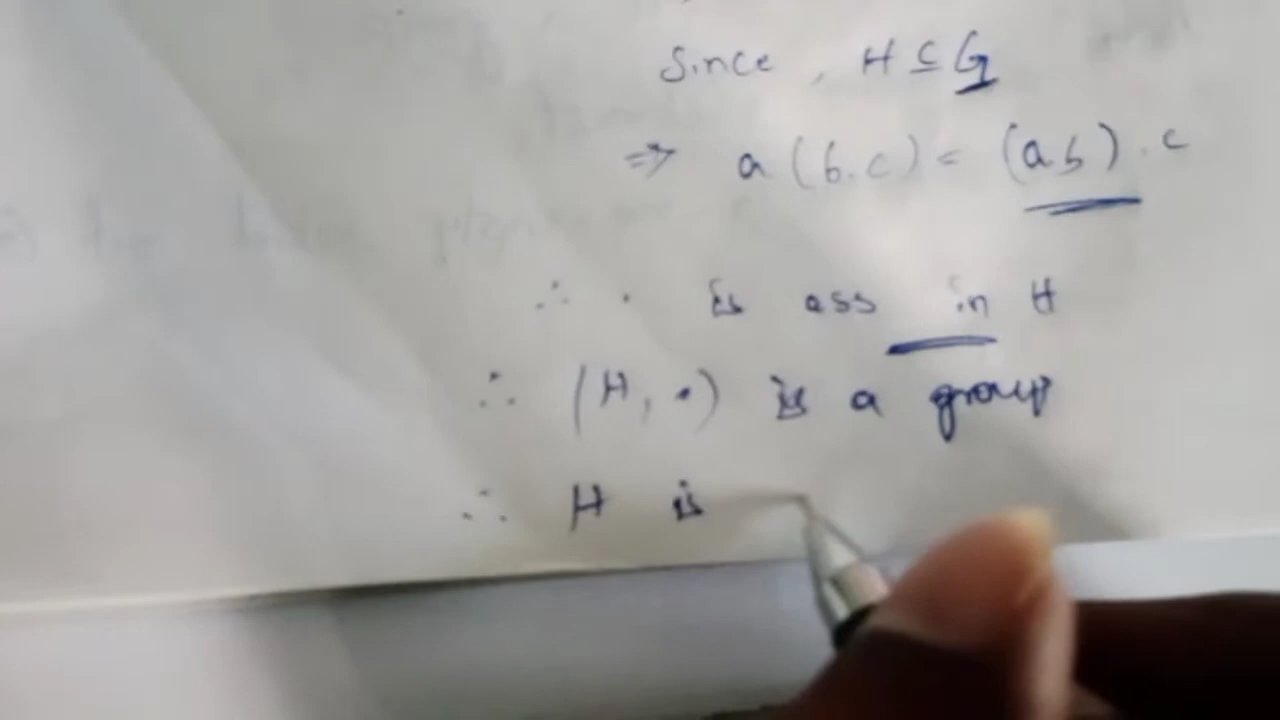 Since, H ⊆ G
⇒ a (b.c) = (a.b) . c
∴ . is ass in H
∴ (H, •) is a group
∴ H is